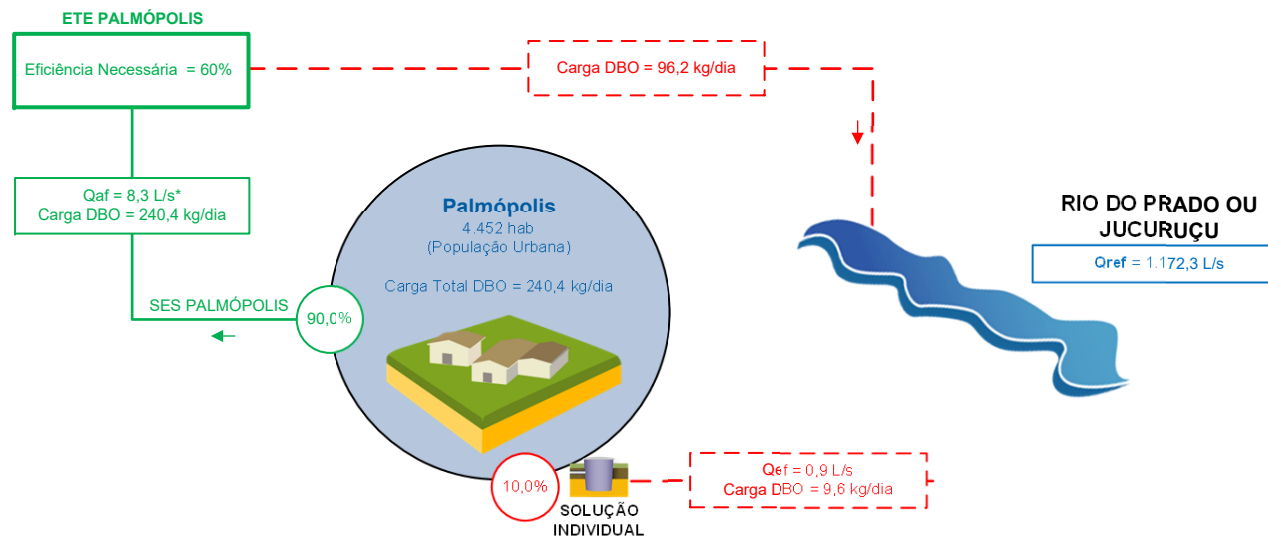 ETE PALMÓPOLIS
Eficiência Necessária = 60%
Carga DBO = 96,2 kg/dia
Qaf = 8,3 L/s*
Carga DBO = 240,4 kg/dia
Palmópolis
4.452 hab
(População Urbana)
Carga Total DBO = 240,4 kg/dia
RIO DO PRADO OU
JUCURUÇU
Qref = 1.172,3 L/s
SES PALMÓPOLIS
90,0%
10,0%
SOLUÇÃO
INDIVIDUAL
Qef = 0,9 L/s
Carga DBO = 9,6 kg/dia